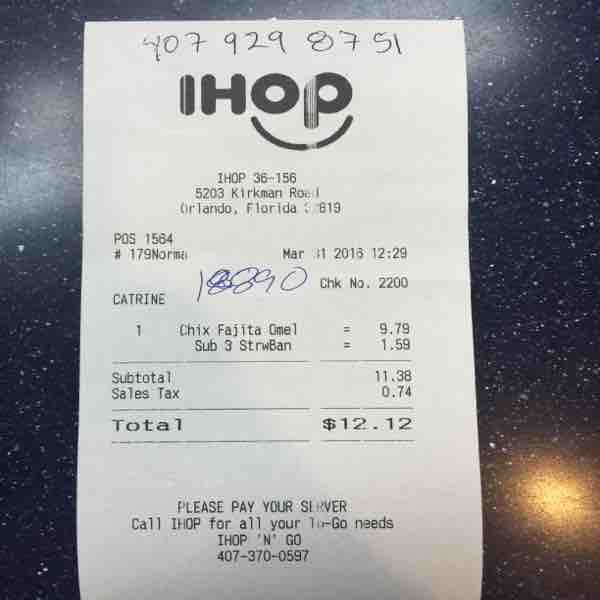 407 929 8751
IHOP
IHOP 36-156
5203 Kirkman Road
Orlando, Florida 32819
POS 1564
# 179Norma Mar 31 2016 12:29
Chk No. 2200
CATRINE
1 Chix Fajita Omel = 9.79
Sub 3 StrwBan = 1.59
Subtotal 11.38
Sales Tax 0.74
Total $12.12
PLEASE PAY YOUR SERVER
Call IHOP for all your To-Go needs
IHOP 'N' GO
407-370-0597